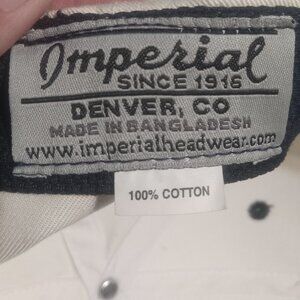 Imperial
SINCE 1916
DENVER, CO
MADE IN BANGLADESH
www.imperialheadwear.com
100% COTTON